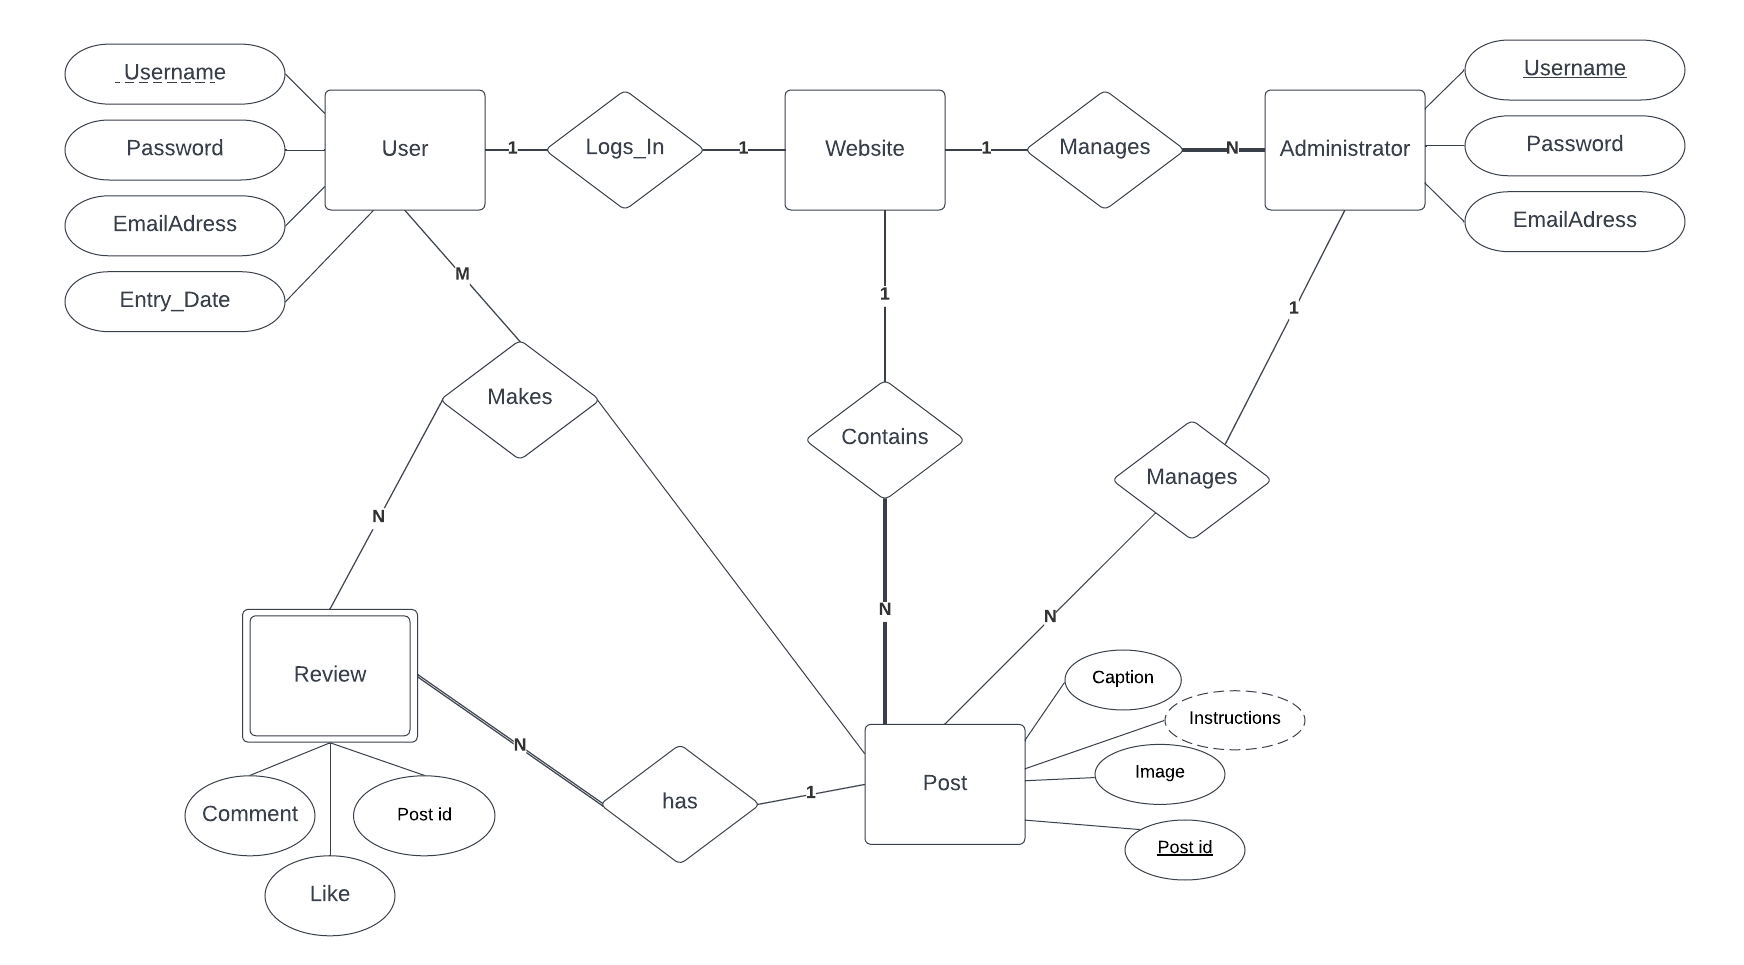 Username
Password
EmailAdress
Entry_Date
User
1
Logs_In
1
Website
1
Manages
N
Administrator
Username
Password
EmailAdress
M
1
1
Makes
Contains
Manages
N
N
N
Review
N
has
1
Post
Caption
Instructions
Image
Post id
Comment
Post id
Like